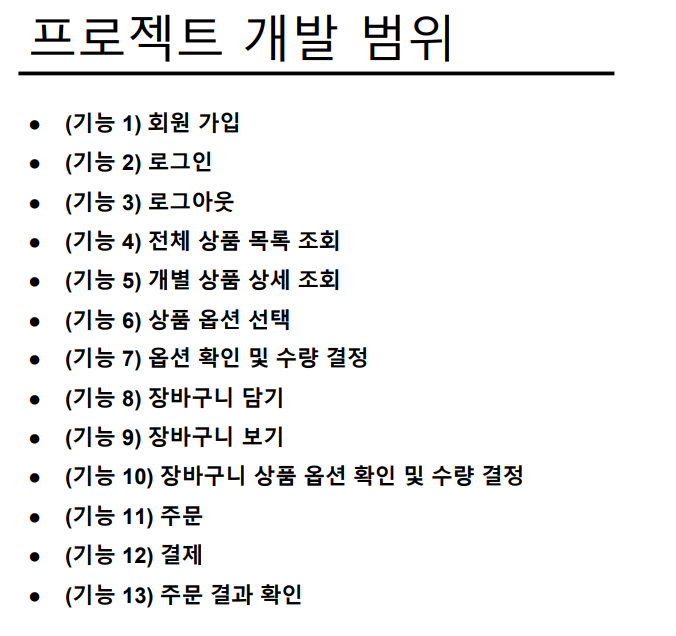 프로젝트 개발 범위
● (기능 1) 회원 가입
● (기능 2) 로그인
● (기능 3) 로그아웃
● (기능 4) 전체 상품 목록 조회
● (기능 5) 개별 상품 상세 조회
● (기능 6) 상품 옵션 선택
● (기능 7) 옵션 확인 및 수량 결정
● (기능 8) 장바구니 담기
● (기능 9) 장바구니 보기
● (기능 10) 장바구니 상품 옵션 확인 및 수량 결정
● (기능 11) 주문
● (기능 12) 결제
● (기능 13) 주문 결과 확인